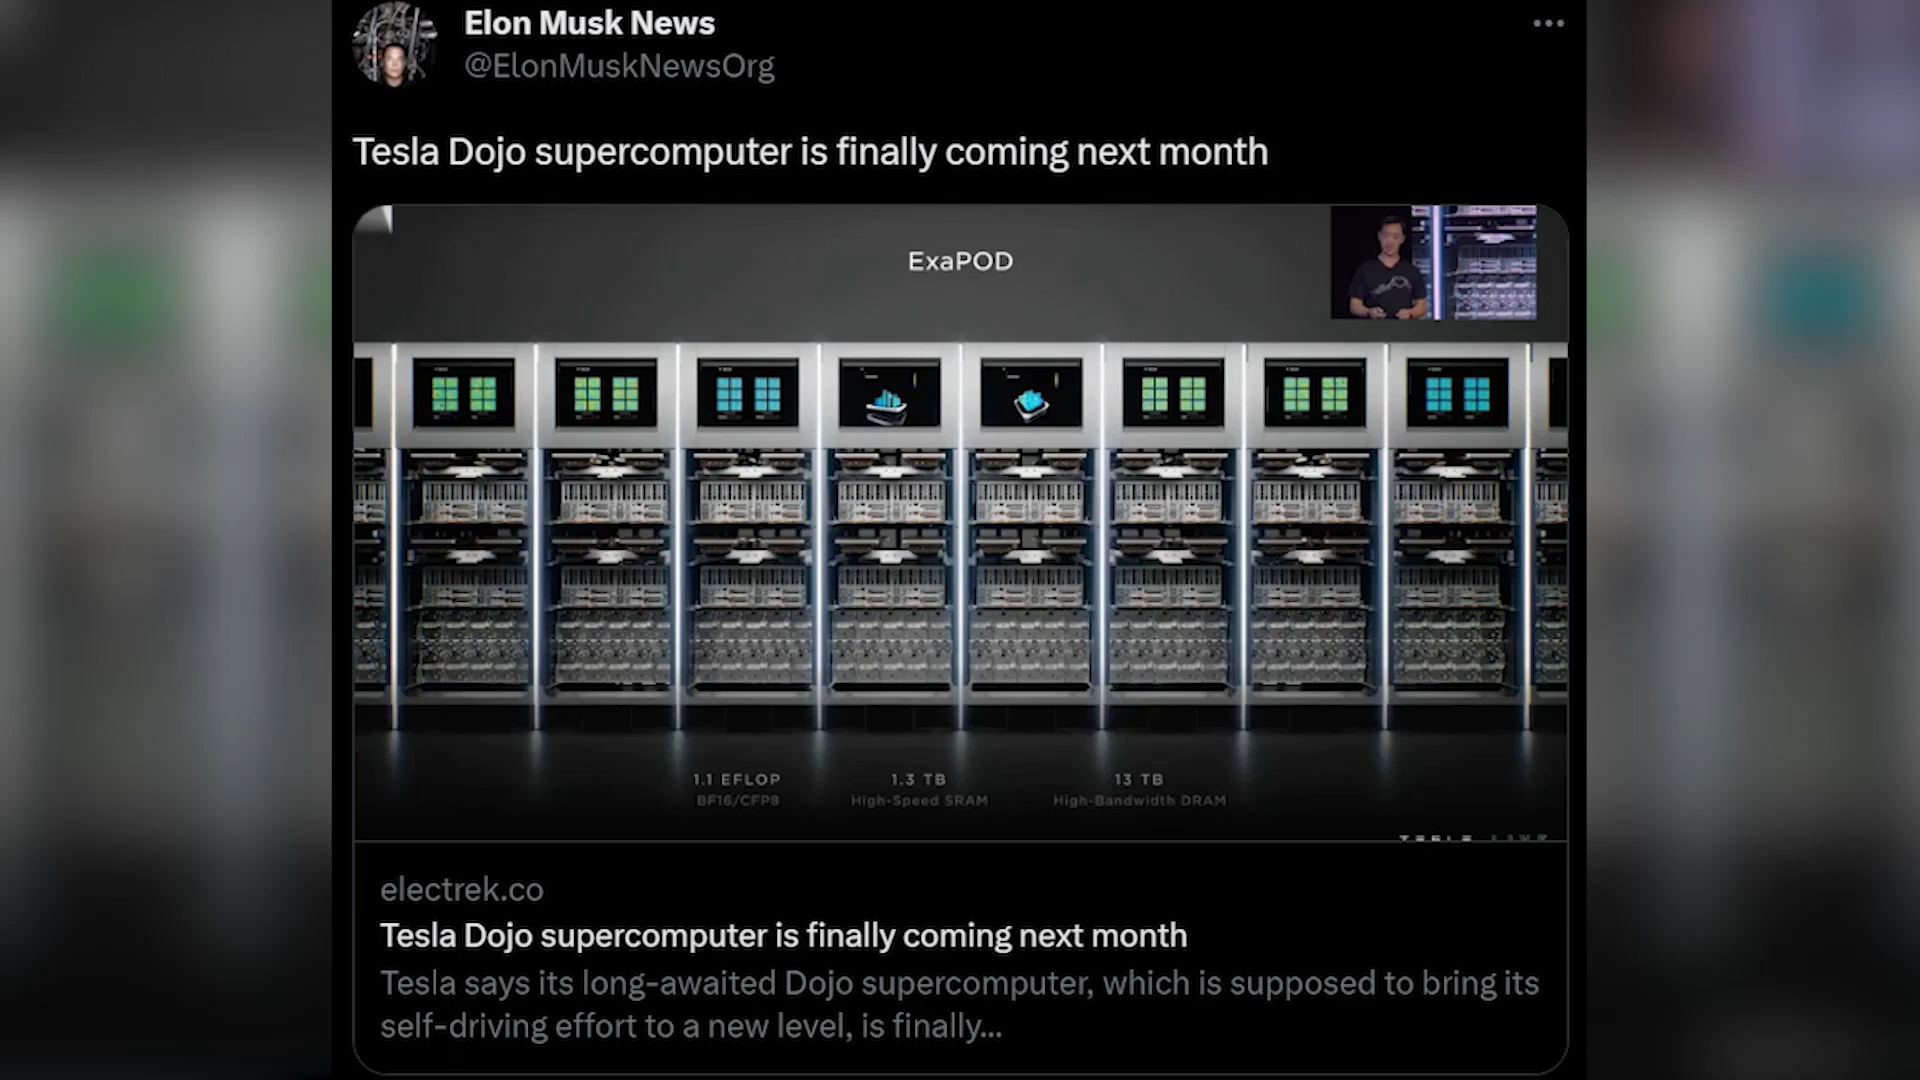 Elon Musk News
@ElonMuskNewsOrg
Tesla Dojo supercomputer is finally coming next month
ExaPOD
1.1 EFLOP
BF16/CFP8
1.3 TB
High-Speed SRAM
13 TB
High-Bandwidth DRAM
electrek.co
Tesla Dojo supercomputer is finally coming next month
Tesla says its long-awaited Dojo supercomputer, which is supposed to bring its
self-driving effort to a new level, is finally...